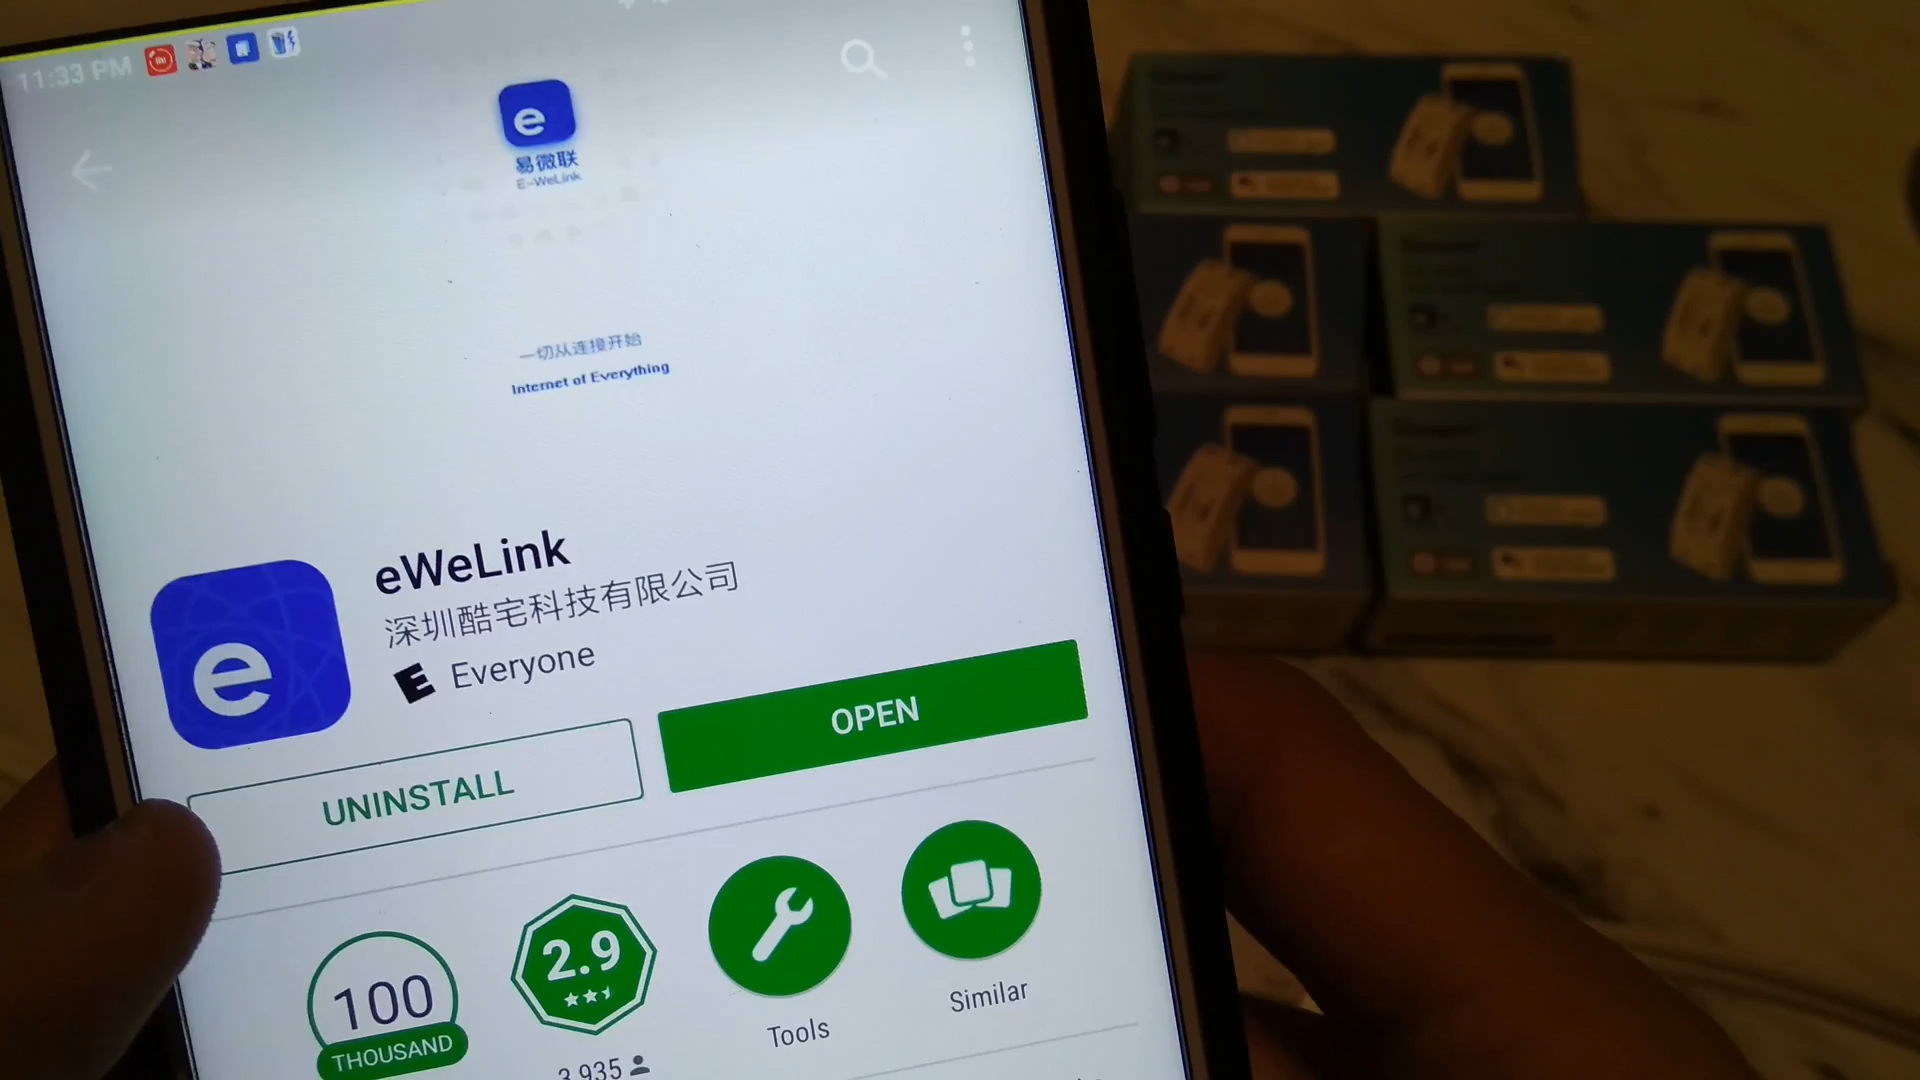 11:33 PM
e
易微联
E-WeLink
一切从连接开始
Internet of Everything
e
eWeLink
深圳酷宅科技有限公司
E Everyone
UNINSTALL
OPEN
100
THOUSAND
2.9
3,935
Tools
Similar